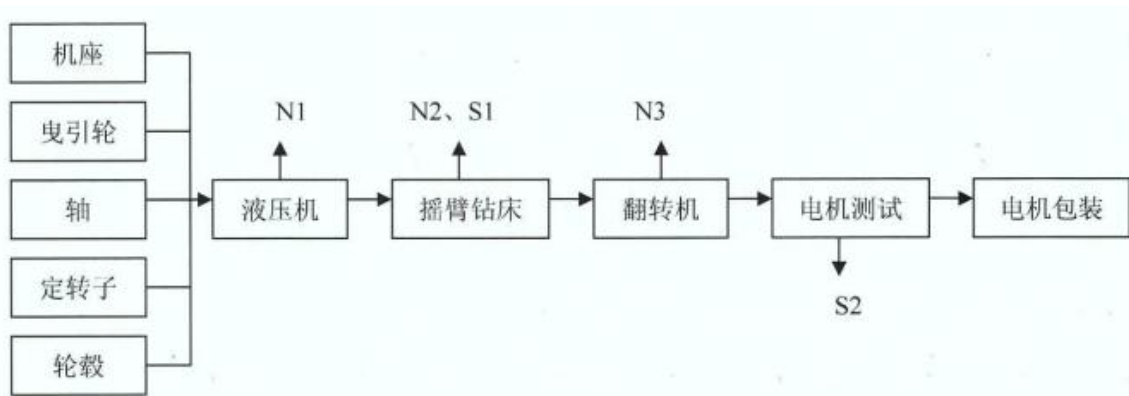 机座
曳引轮
轴
定转子
轮毂
N1
N2、S1
N3
液压机
摇臂钻床
翻转机
电机测试
电机包装
S2